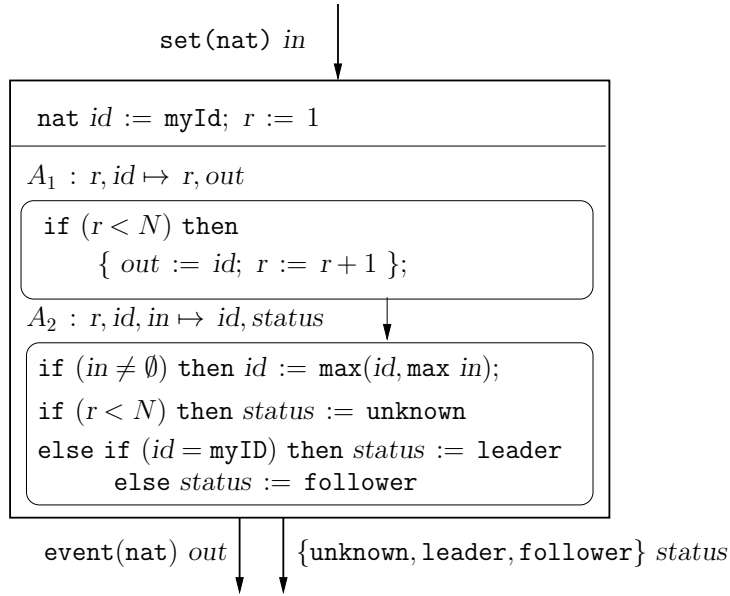 set(nat) in
nat id := myId; r := 1
A₁ : r, id ↦ r, out
if (r < N) then
{ out := id; r := r + 1 };
A₂ : r, id, in ↦ id, status
if (in ≠ ∅) then id := max(id, max in);
if (r < N) then status := unknown
else if (id = myID) then status := leader
else status := follower
event(nat) out
{unknown, leader, follower} status